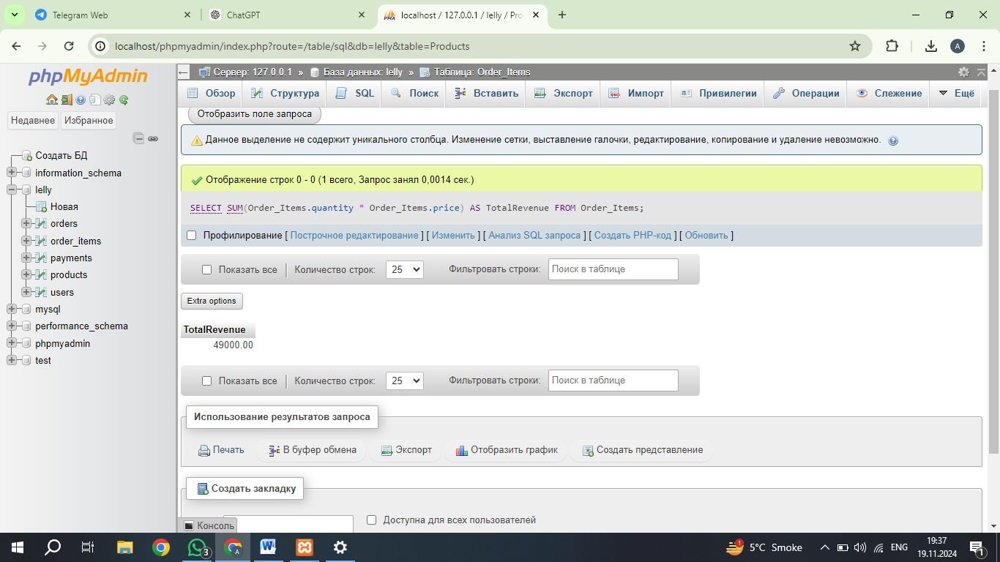 Telegram Web
ChatGPT
localhost / 127.0.0.1 / lelly / Pro
localhost/phpmyadmin/index.php?route=/table/sql&db=lelly&table=Products
A
phpMyAdmin
Недавнее Избранное
Создать БД
information_schema
lelly
Новая
orders
order_items
payments
products
users
mysql
performance_schema
phpmyadmin
test
Сервер: 127.0.0.1 » База данных: lelly » Таблица: Order_Items
Обзор Структура SQL Поиск Вставить Экспорт Импорт Привилегии Операции Слежение Ещё
Отобразить поле запроса
Данное выделение не содержит уникального столбца. Изменение сетки, выставление галочки, редактирование, копирование и удаление невозможно.
Отображение строк 0 - 0 (1 всего, Запрос занял 0,0014 сек.)
SELECT SUM(Order_Items.quantity * Order_Items.price) AS TotalRevenue FROM Order_Items;
Профилирование [ Построчное редактирование ] [ Изменить ] [ Анализ SQL запроса ] [ Создать PHP-код ] [ Обновить ]
Показать все Количество строк: 25 Фильтровать строки: Поиск в таблице
Extra options
TotalRevenue
49000.00
Показать все Количество строк: 25 Фильтровать строки: Поиск в таблице
Использование результатов запроса
Печать В буфер обмена Экспорт Отобразить график Создать представление
Создать закладку
Консоль
Доступна для всех пользователей
3
A
1
5°C Smoke
ENG
19:37
19.11.2024
1